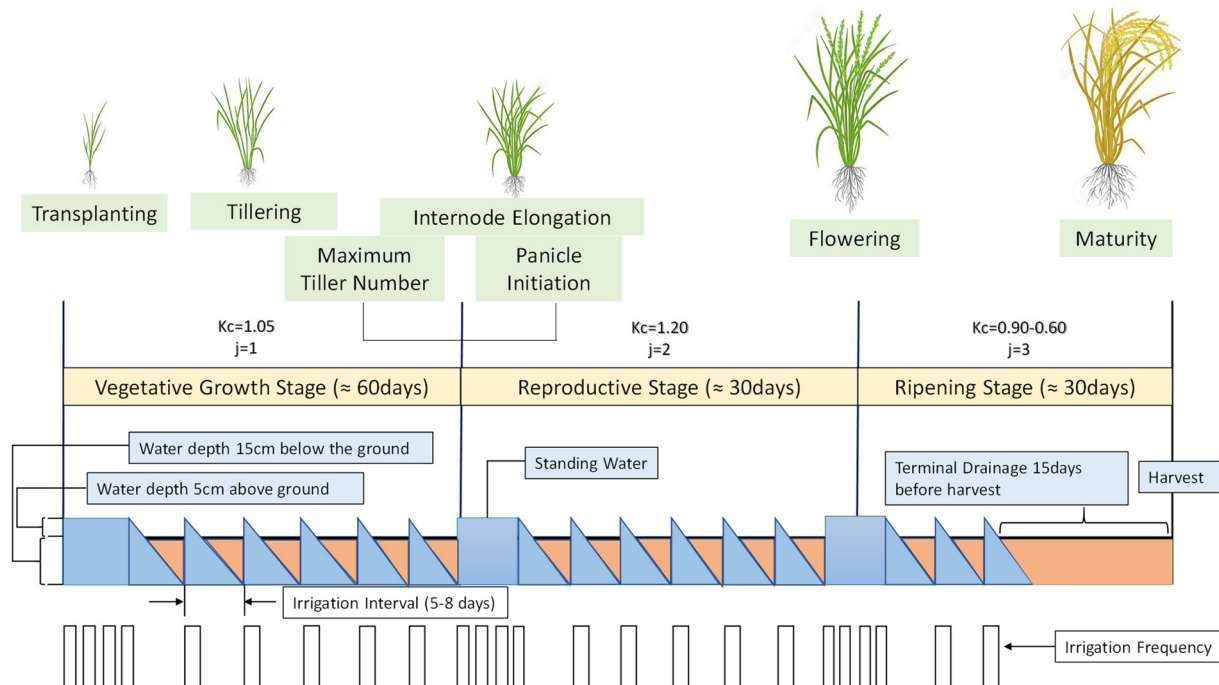 Transplanting
Tillering
Internode Elongation
Maximum
Tiller Number
Panicle
Initiation
Flowering
Maturity
Kc=1.05
j=1
Kc=1.20
j=2
Kc=0.90-0.60
j=3
Vegetative Growth Stage (≈ 60days)
Reproductive Stage (≈ 30days)
Ripening Stage (≈ 30days)
Water depth 15cm below the ground
Water depth 5cm above ground
Standing Water
Terminal Drainage 15days
before harvest
Harvest
Irrigation Interval (5-8 days)
Irrigation Frequency